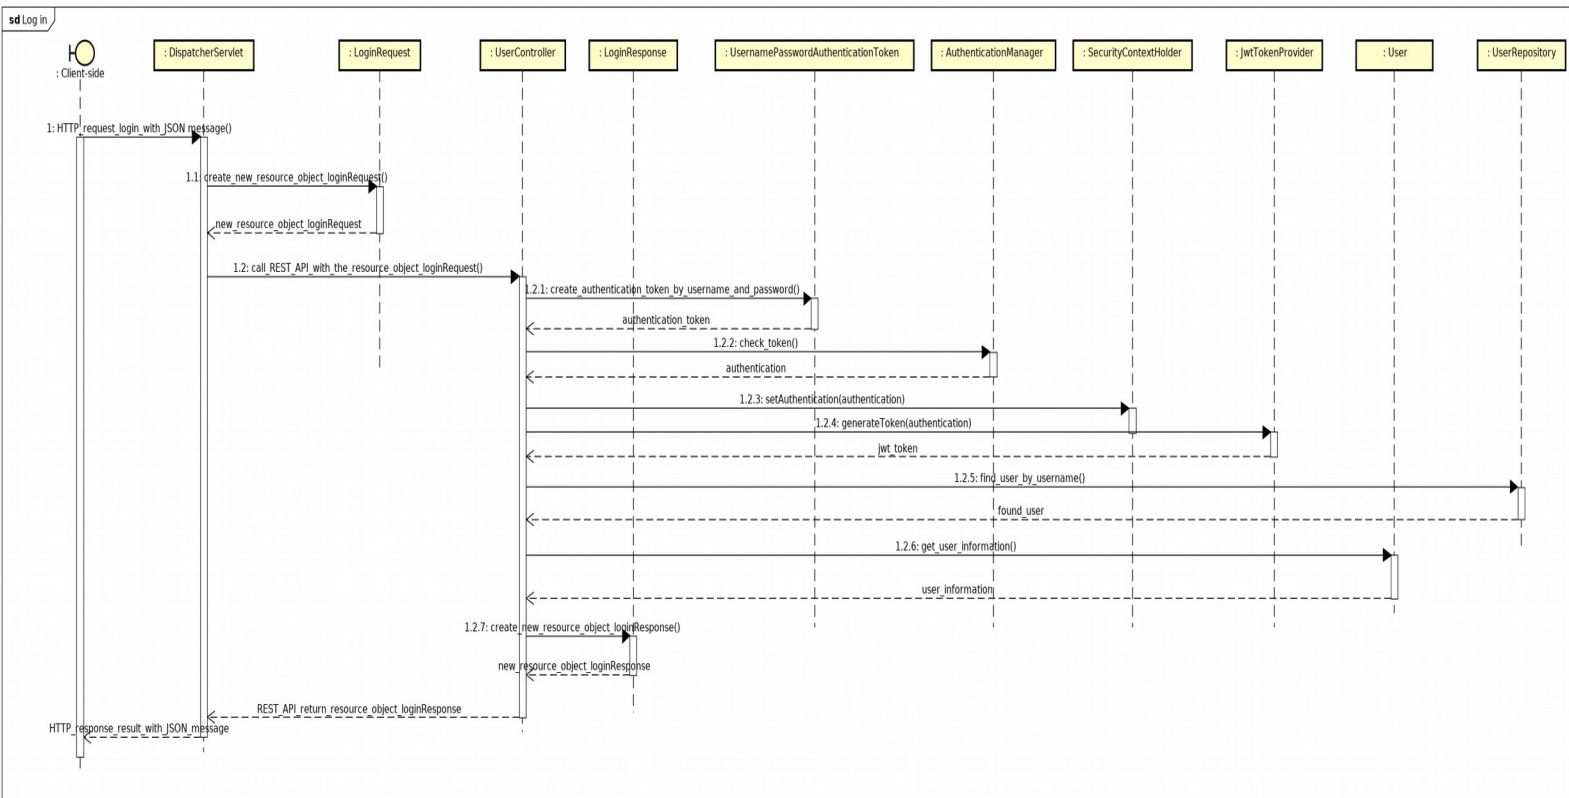 sd Log in
: Client-side
: DispatcherServlet
: LoginRequest
: UserController
: LoginResponse
: UsernamePasswordAuthenticationToken
: AuthenticationManager
: SecurityContextHolder
: JwtTokenProvider
: User
: UserRepository
1: HTTP_request_login_with_JSON message()
1.1: create_new_resource_object_loginRequest()
new_resource_object_loginRequest
1.2: call_REST_API_with_the_resource_object_loginRequest()
1.2.1: create_authentication_token_by_username_and_password()
authentication_token
1.2.2: check_token()
authentication
1.2.3: setAuthentication(authentication)
1.2.4: generateToken(authentication)
jwt_token
1.2.5: find_user_by_username()
found_user
1.2.6: get_user_information()
user_information
1.2.7: create_new_resource_object_loginResponse()
new_resource_object_loginResponse
REST_API_return_resource_object_loginResponse
HTTP_response_result_with_JSON_message